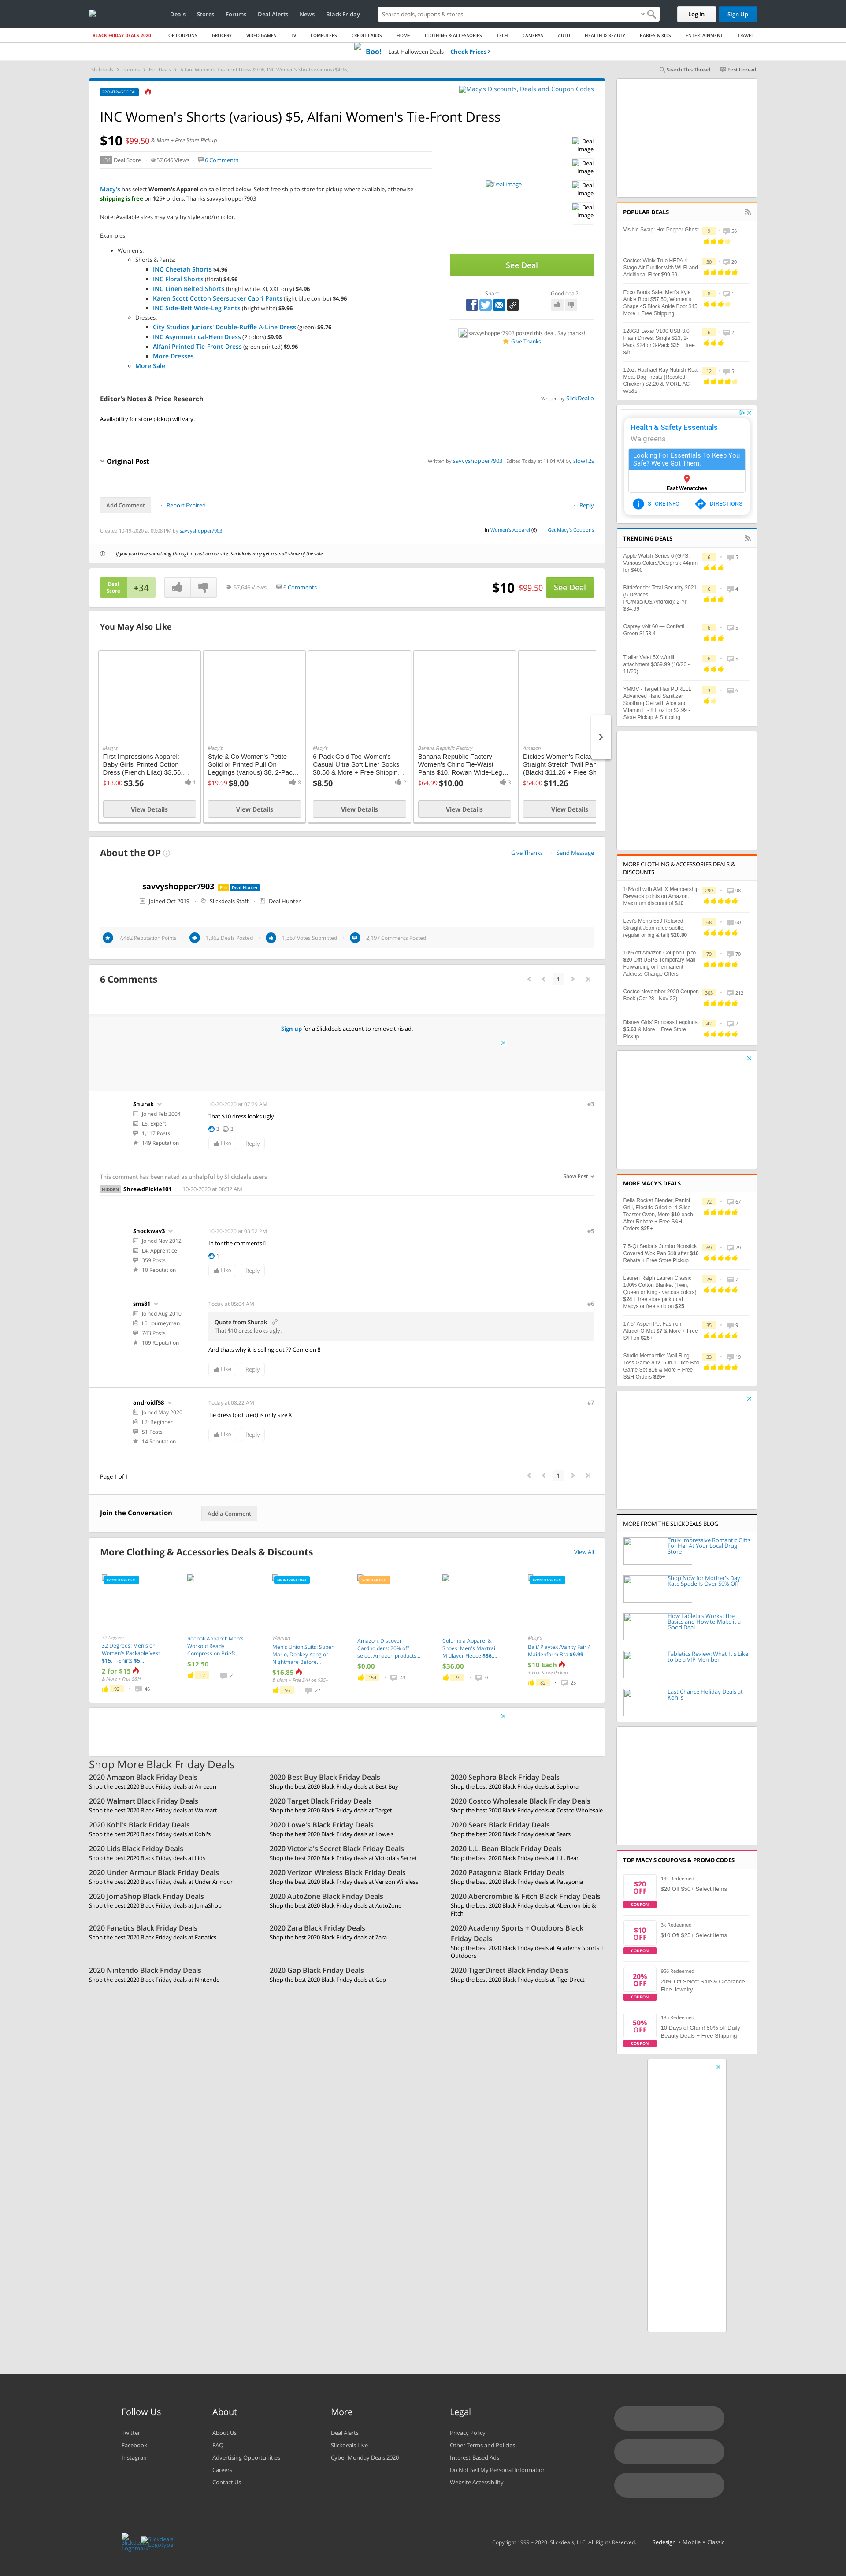 Deals Stores Forums Deal Alerts News Black Friday
Search deals, coupons & stores
Log In
Sign Up
BLACK FRIDAY DEALS 2020 TOP COUPONS GROCERY VIDEO GAMES TV COMPUTERS CREDIT CARDS HOME CLOTHING & ACCESSORIES TECH CAMERAS AUTO HEALTH & BEAUTY BABIES & KIDS ENTERTAINMENT TRAVEL
Boo! Last Halloween Deals Check Prices
Slickdeals Forums Hot Deals Alfani Women's Tie-Front Dress $9.96, INC Women's Shorts (various) $4.96, ...
Search This Thread First Unread
FRONTPAGE DEAL
Macy's Discounts, Deals and Coupon Codes
INC Women's Shorts (various) $5, Alfani Women's Tie-Front Dress
$10 $99.50 & More + Free Store Pickup
+34 Deal Score 57,646 Views 6 Comments
Deal Image
Deal Image
Deal Image
Deal Image
Deal Image
Macy's has select Women's Apparel on sale listed below. Select free ship to store for pickup where available, otherwise
shipping is free on $25+ orders. Thanks savvyshopper7903
Note: Available sizes may vary by style and/or color.
Examples
Women's:
Shorts & Pants:
INC Cheetah Shorts $4.96
INC Floral Shorts (floral) $4.96
INC Linen Belted Shorts (bright white, XL XXL only) $4.96
Karen Scott Cotton Seersucker Capri Pants (light blue combo) $4.96
INC Side-Belt Wide-Leg Pants (bright white) $9.96
Dresses:
City Studios Juniors' Double-Ruffle A-Line Dress (green) $9.76
INC Asymmetrical-Hem Dress (2 colors) $9.96
Alfani Printed Tie-Front Dress (green printed) $9.96
More Dresses
More Sale
See Deal
Share
Good deal?
savvyshopper7903 posted this deal. Say thanks!
Give Thanks
Editor's Notes & Price Research
Written by SlickDealio
Availability for store pickup will vary.
Original Post
Written by savvyshopper7903 Edited Today at 11:04 AM by slow12s
Add Comment
Report Expired
Reply
Created 10-19-2020 at 09:08 PM by savvyshopper7903
in Women's Apparel (6) Get Macy's Coupons
If you purchase something through a post on our site, Slickdeals may get a small share of the sale.
Deal Score +34
57,646 Views 6 Comments
$10 $99.50 See Deal
You May Also Like
Macy's
First Impressions Apparel: Baby Girls' Printed Cotton Dress (French Lilac) $3.56,...
$18.00 $3.56 1
View Details
Macy's
Style & Co Women's Petite Solid or Printed Pull On Leggings (various) $8, 2-Pac...
$19.99 $8.00 6
View Details
Macy's
6-Pack Gold Toe Women's Casual Ultra Soft Liner Socks $8.50 & More + Free Shippin...
$8.50 2
View Details
Banana Republic Factory
Banana Republic Factory: Women's Chino Tie-Waist Pants $10, Rowan Wide-Leg...
$64.99 $10.00 3
View Details
Amazon
Dickies Women's Relax
Straight Stretch Twill Pan
(Black) $11.26 + Free Sh
$54.00 $11.26
View Details
About the OP
Give Thanks Send Message
savvyshopper7903 Pro Deal Hunter
Joined Oct 2019 Slickdeals Staff Deal Hunter
7,482 Reputation Points 1,362 Deals Posted 1,357 Votes Submitted 2,197 Comments Posted
6 Comments
1
Sign up for a Slickdeals account to remove this ad.
Shurak
Joined Feb 2004
L6: Expert
1,117 Posts
149 Reputation
10-20-2020 at 07:29 AM #3
That $10 dress looks ugly.
3 3
Like Reply
This comment has been rated as unhelpful by Slickdeals users
Show Post
HIDDEN ShrewdPickle101 10-20-2020 at 08:32 AM
Shockwav3
Joined Nov 2012
L4: Apprentice
359 Posts
10 Reputation
10-20-2020 at 03:52 PM #5
In for the comments
1
Like Reply
sms81
Joined Aug 2010
L5: Journeyman
743 Posts
109 Reputation
Today at 05:04 AM #6
Quote from Shurak
That $10 dress looks ugly.
And thats why it is selling out ?? Come on !!
Like Reply
androidf58
Joined May 2020
L2: Beginner
51 Posts
14 Reputation
Today at 08:22 AM #7
Tie dress (pictured) is only size XL
Like Reply
Page 1 of 1
1
Join the Conversation Add a Comment
More Clothing & Accessories Deals & Discounts View All
FRONTPAGE DEAL
32 Degrees
32 Degrees: Men's or Women's Packable Vest $15, T-Shirts $5,...
2 for $15
& More + Free S&H
92 46
Reebok Apparel: Men's Workout Ready Compression Briefs...
$12.50
12 2
FRONTPAGE DEAL
Walmart
Men's Union Suits: Super Mario, Donkey Kong or Nightmare Before...
$16.85
& More + Free S/H on $25+
56 27
POPULAR DEAL
Amazon: Discover Cardholders: 20% off select Amazon products...
$0.00
154 43
Columbia Apparel & Shoes: Men's Maxtrail Midlayer Fleece $36,...
$36.00
9 0
FRONTPAGE DEAL
Macy's
Bali/ Playtex /Vanity Fair / Maidenform Bra $9.99
$10 Each
+ Free Store Pickup
82 25
Shop More Black Friday Deals
2020 Amazon Black Friday Deals
Shop the best 2020 Black Friday deals at Amazon
2020 Best Buy Black Friday Deals
Shop the best 2020 Black Friday deals at Best Buy
2020 Sephora Black Friday Deals
Shop the best 2020 Black Friday deals at Sephora
2020 Walmart Black Friday Deals
Shop the best 2020 Black Friday deals at Walmart
2020 Target Black Friday Deals
Shop the best 2020 Black Friday deals at Target
2020 Costco Wholesale Black Friday Deals
Shop the best 2020 Black Friday deals at Costco Wholesale
2020 Kohl's Black Friday Deals
Shop the best 2020 Black Friday deals at Kohl's
2020 Lowe's Black Friday Deals
Shop the best 2020 Black Friday deals at Lowe's
2020 Sears Black Friday Deals
Shop the best 2020 Black Friday deals at Sears
2020 Lids Black Friday Deals
Shop the best 2020 Black Friday deals at Lids
2020 Victoria's Secret Black Friday Deals
Shop the best 2020 Black Friday deals at Victoria's Secret
2020 L.L. Bean Black Friday Deals
Shop the best 2020 Black Friday deals at L.L. Bean
2020 Under Armour Black Friday Deals
Shop the best 2020 Black Friday deals at Under Armour
2020 Verizon Wireless Black Friday Deals
Shop the best 2020 Black Friday deals at Verizon Wireless
2020 Patagonia Black Friday Deals
Shop the best 2020 Black Friday deals at Patagonia
2020 JomaShop Black Friday Deals
Shop the best 2020 Black Friday deals at JomaShop
2020 AutoZone Black Friday Deals
Shop the best 2020 Black Friday deals at AutoZone
2020 Abercrombie & Fitch Black Friday Deals
Shop the best 2020 Black Friday deals at Abercrombie & Fitch
2020 Fanatics Black Friday Deals
Shop the best 2020 Black Friday deals at Fanatics
2020 Zara Black Friday Deals
Shop the best 2020 Black Friday deals at Zara
2020 Academy Sports + Outdoors Black Friday Deals
Shop the best 2020 Black Friday deals at Academy Sports + Outdoors
2020 Nintendo Black Friday Deals
Shop the best 2020 Black Friday deals at Nintendo
2020 Gap Black Friday Deals
Shop the best 2020 Black Friday deals at Gap
2020 TigerDirect Black Friday Deals
Shop the best 2020 Black Friday deals at TigerDirect
POPULAR DEALS
Visible Swap: Hot Pepper Ghost 9 56
Costco: Winix True HEPA 4 Stage Air Purifier with Wi-Fi and Additional Filter $99.99 30 20
Ecco Boots Sale: Men's Kyle Ankle Boot $57.50, Women's Shape 45 Block Ankle Boot $45, More + Free Shipping 9 1
128GB Lexar V100 USB 3.0 Flash Drives: Single $13, 2-Pack $24 or 3-Pack $35 + free s/h 6 2
12oz. Rachael Ray Nutrish Real Meat Dog Treats (Roasted Chicken) $2.20 & MORE AC w/s&s 12 5
Health & Safety Essentials
Walgreens
Looking For Essentials To Keep You Safe? We've Got Them.
East Wenatchee
STORE INFO DIRECTIONS
TRENDING DEALS
Apple Watch Series 6 (GPS, Various Colors/Designs): 44mm for $400 6 5
Bitdefender Total Security 2021 (5 Devices, PC/Mac/iOS/Android): 2-Yr $34.99 6 4
Osprey Volt 60 — Confetti Green $158.4 6 5
Trailer Valet 5X w/drill attachment $369.99 (10/26 - 11/20) 6 5
YMMV - Target Has PURELL Advanced Hand Sanitizer Soothing Gel with Aloe and Vitamin E - 8 fl oz for $2.99 - Store Pickup & Shipping 3 6
MORE CLOTHING & ACCESSORIES DEALS & DISCOUNTS
10% off with AMEX Membership Rewards points on Amazon. Maximum discount of $10 299 98
Levi's Men's 559 Relaxed Straight Jean (aloe subtle, regular or big & tall) $20.80 68 60
10% off Amazon Coupon Up to $20 Off! USPS Temporary Mail Forwarding or Permanent Address Change Offers 79 70
Costco November 2020 Coupon Book (Oct 28 - Nov 22) 303 212
Disney Girls' Princess Leggings $5.60 & More + Free Store Pickup 42 7
MORE MACY'S DEALS
Bella Rocket Blender, Panini Grill, Electric Griddle, 4-Slice Toaster Oven, More $10 each After Rebate + Free S&H Orders $25+ 72 67
7.5-Qt Sedona Jumbo Nonstick Covered Wok Pan $10 after $10 Rebate + Free Store Pickup 69 79
Lauren Ralph Lauren Classic 100% Cotton Blanket (Twin, Queen or King - various colors) $24 + free store pickup at Macys or free ship on $25 29 7
17.5" Aspen Pet Fashion Attract-O-Mat $7 & More + Free S/H on $25+ 35 9
Studio Mercantile: Wall Ring Toss Game $12, 5-in-1 Dice Box Game Set $16 & More + Free S&H Orders $25+ 33 19
MORE FROM THE SLICKDEALS BLOG
Truly Impressive Romantic Gifts For Her At Your Local Drug Store
Shop Now for Mother's Day: Kate Spade Is Over 50% Off
How Fabletics Works: The Basics and How to Make it a Good Deal
Fabletics Review: What It's Like to be a VIP Member
Last Chance Holiday Deals at Kohl's
TOP MACY'S COUPONS & PROMO CODES
$20 OFF COUPON
13k Redeemed
$20 Off $50+ Select Items
$10 OFF COUPON
3k Redeemed
$10 Off $25+ Select Items
20% OFF COUPON
956 Redeemed
20% Off Select Sale & Clearance Fine Jewelry
50% OFF COUPON
185 Redeemed
10 Days of Glam! 50% off Daily Beauty Deals + Free Shipping
Follow Us
Twitter
Facebook
Instagram
About
About Us
FAQ
Advertising Opportunities
Careers
Contact Us
More
Deal Alerts
Slickdeals Live
Cyber Monday Deals 2020
Legal
Privacy Policy
Other Terms and Policies
Interest-Based Ads
Do Not Sell My Personal Information
Website Accessibility
Copyright 1999 - 2020. Slickdeals, LLC. All Rights Reserved.
Redesign • Mobile • Classic